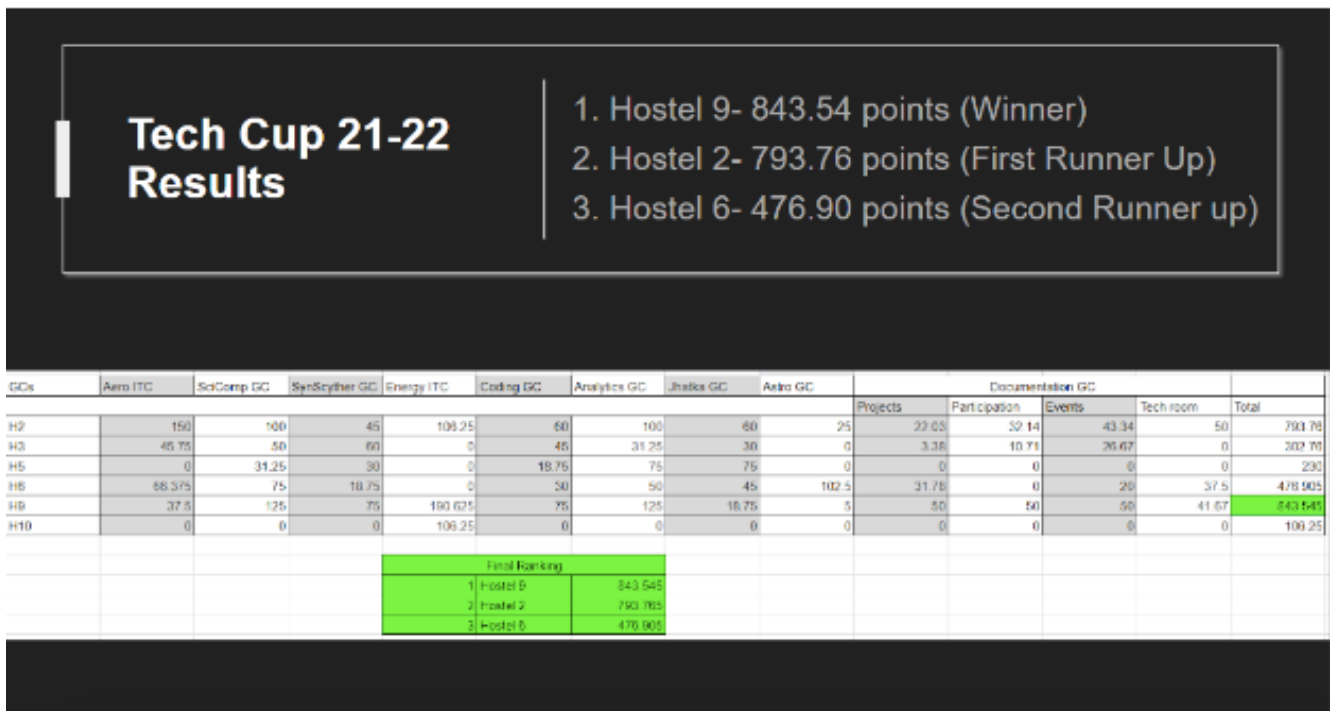 Tech Cup 21-22
Results
1. Hostel 9- 843.54 points (Winner)
2. Hostel 2- 793.76 points (First Runner Up)
3. Hostel 6- 476.90 points (Second Runner up)
GCs Aero ITC SciComp GC SynScyther GC Energy ITC Coding GC Analytics GC Jhatka GC Astro GC Documentation GC
Projects Participation Events Tech room Total
H2 150 100 45 106.25 60 100 60 25 22.03 32.14 43.34 50 793.76
H3 45.75 50 60 0 45 31.25 30 0 3.38 10.71 26.67 0 302.76
H5 0 31.25 30 0 18.75 75 75 0 0 0 0 0 230
H6 68.375 75 18.75 0 30 50 45 102.5 31.78 0 20 37.5 478.905
H9 37.5 125 75 190.625 75 125 18.75 5 50 50 50 41.67 843.545
H10 0 0 0 106.25 0 0 0 0 0 0 0 0 106.25
Final Ranking
1 Hostel 9 843.545
2 Hostel 2 793.765
3 Hostel 6 478.905